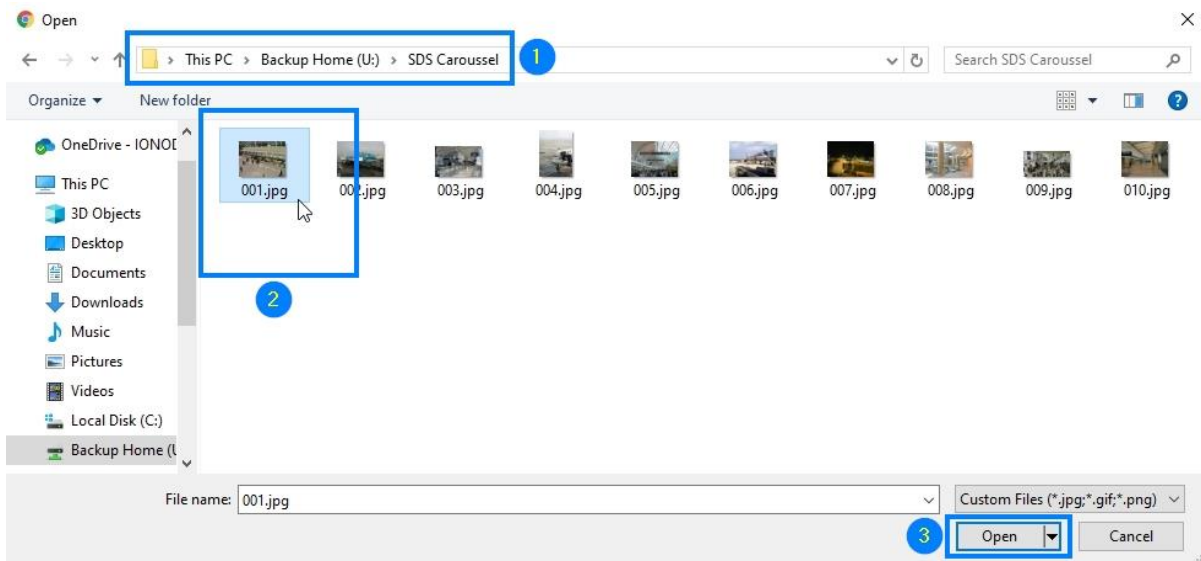 Open
This PC > Backup Home (U:) > SDS Caroussel
1
Search SDS Caroussel
Organize
New folder
OneDrive - IONOD
This PC
3D Objects
Desktop
Documents
Downloads
Music
Pictures
Videos
Local Disk (C:)
Backup Home (U
001.jpg
002.jpg
003.jpg
004.jpg
005.jpg
006.jpg
007.jpg
008.jpg
009.jpg
010.jpg
2
File name: 001.jpg
Custom Files (*.jpg;*.gif;*.png)
3
Open
Cancel